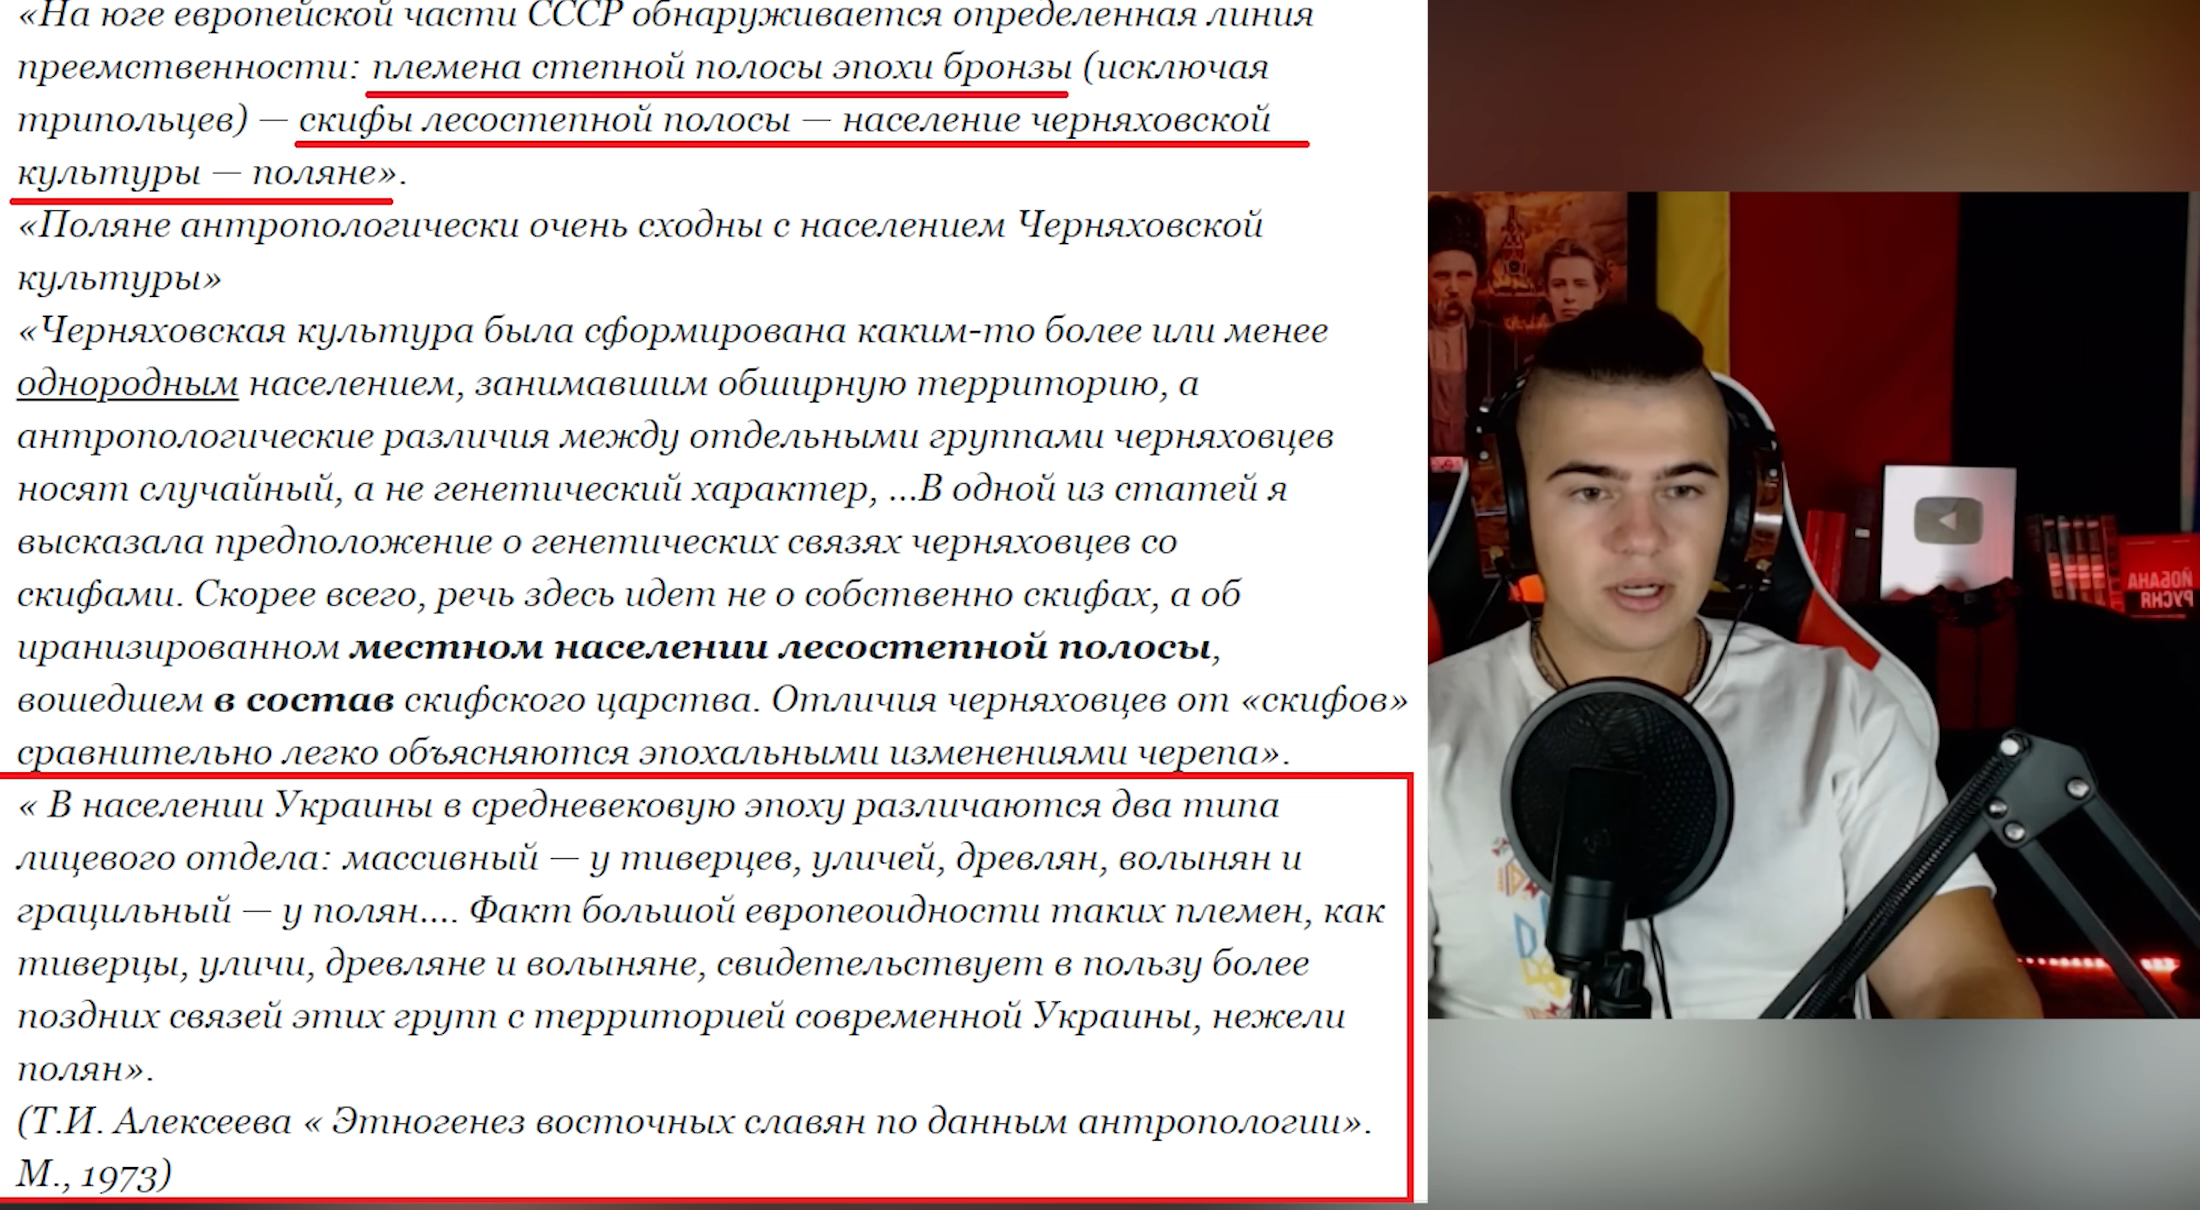 «На юге европейской части СССР обнаруживается определенная линия
преемственности: племена степной полосы эпохи бронзы (исключая
трипольцев) — скифы лесостепной полосы — население черняховской
культуры — поляне».
«Поляне антропологически очень сходны с населением Черняховской
культуры»
«Черняховская культура была сформирована каким-то более или менее
однородным населением, занимавшим обширную территорию, а
антропологические различия между отдельными группами черняховцев
носят случайный, а не генетический характер, ...В одной из статей я
высказала предположение о генетических связях черняховцев со
скифами. Скорее всего, речь здесь идет не о собственно скифах, а об
иранизированном местном населении лесостепной полосы,
вошедшем в состав скифского царства. Отличия черняховцев от «скифов»
сравнительно легко объясняются эпохальными изменениями черепа».
« В населении Украины в средневековую эпоху различаются два типа
лицевого отдела: массивный — у тиверцев, уличей, древлян, волынян и
грацильный — у полян.... Факт большой европеоидности таких племен, как
тиверцы, уличи, древляне и волыняне, свидетельствует в пользу более
поздних связей этих групп с территорией современной Украины, нежели
полян».
(Т.И. Алексеева « Этногенез восточных славян по данным антропологии».
М., 1973)
ЙОБАНА
РУСНЯ